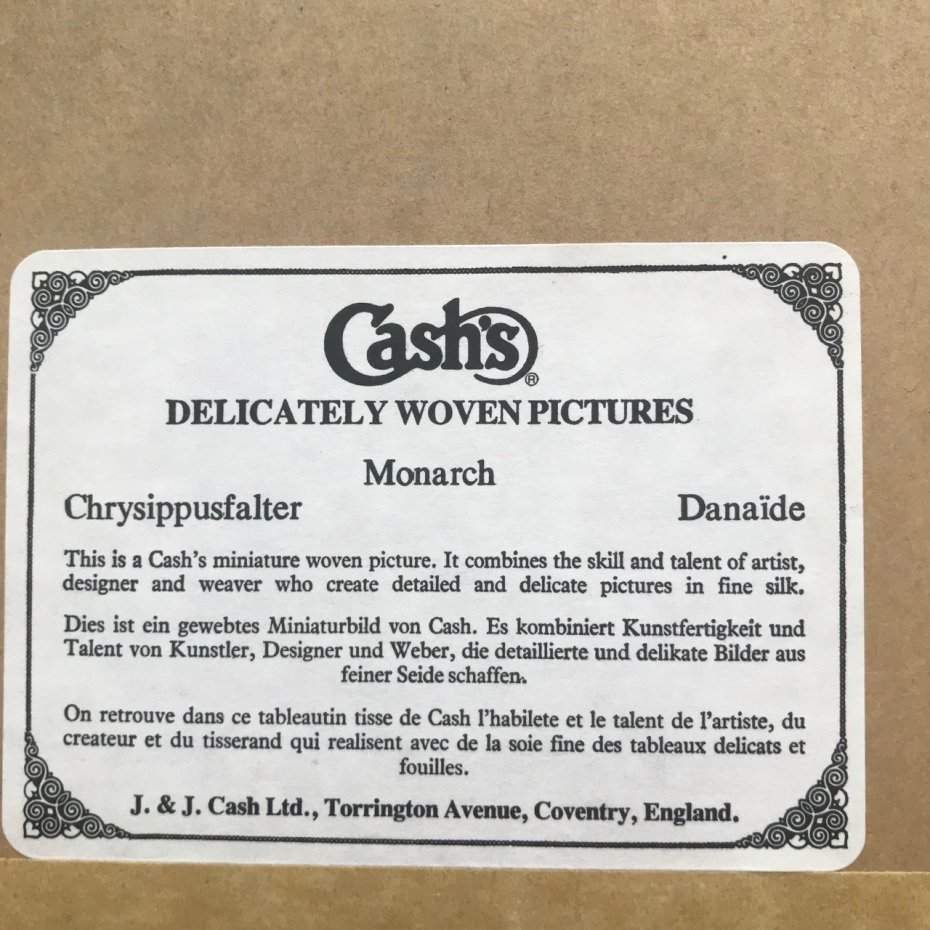 Cash's®
DELICATELY WOVEN PICTURES
Monarch
Chrysippusfalter Danaïde
This is a Cash's miniature woven picture. It combines the skill and talent of artist,
designer and weaver who create detailed and delicate pictures in fine silk.
Dies ist ein gewebtes Miniaturbild von Cash. Es kombiniert Kunstfertigkeit und
Talent von Kunstler, Designer und Weber, die detaillierte und delikate Bilder aus
feiner Seide schaffen.
On retrouve dans ce tableautin tisse de Cash l'habilete et le talent de l'artiste, du
createur et du tisserand qui realisent avec de la soie fine des tableaux delicats et
fouilles.
J. & J. Cash Ltd., Torrington Avenue, Coventry, England.